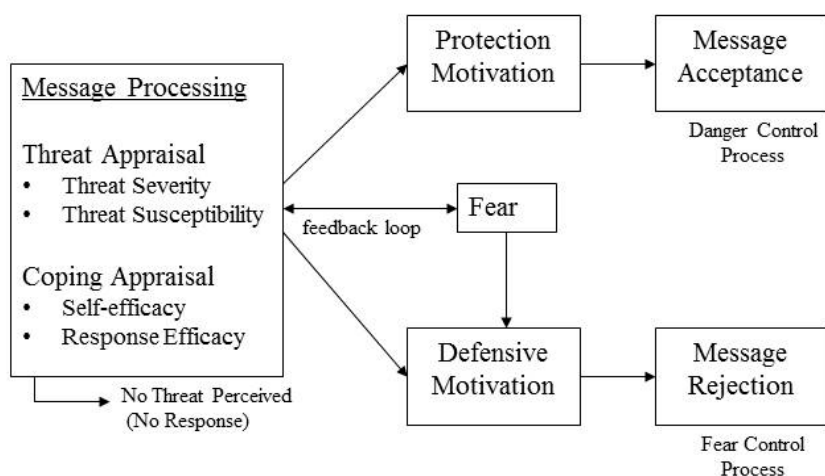 Message Processing
Threat Appraisal
• Threat Severity
• Threat Susceptibility
Coping Appraisal
• Self-efficacy
• Response Efficacy
No Threat Perceived
(No Response)
feedback loop
Fear
Protection
Motivation
Message
Acceptance
Danger Control
Process
Defensive
Motivation
Message
Rejection
Fear Control
Process